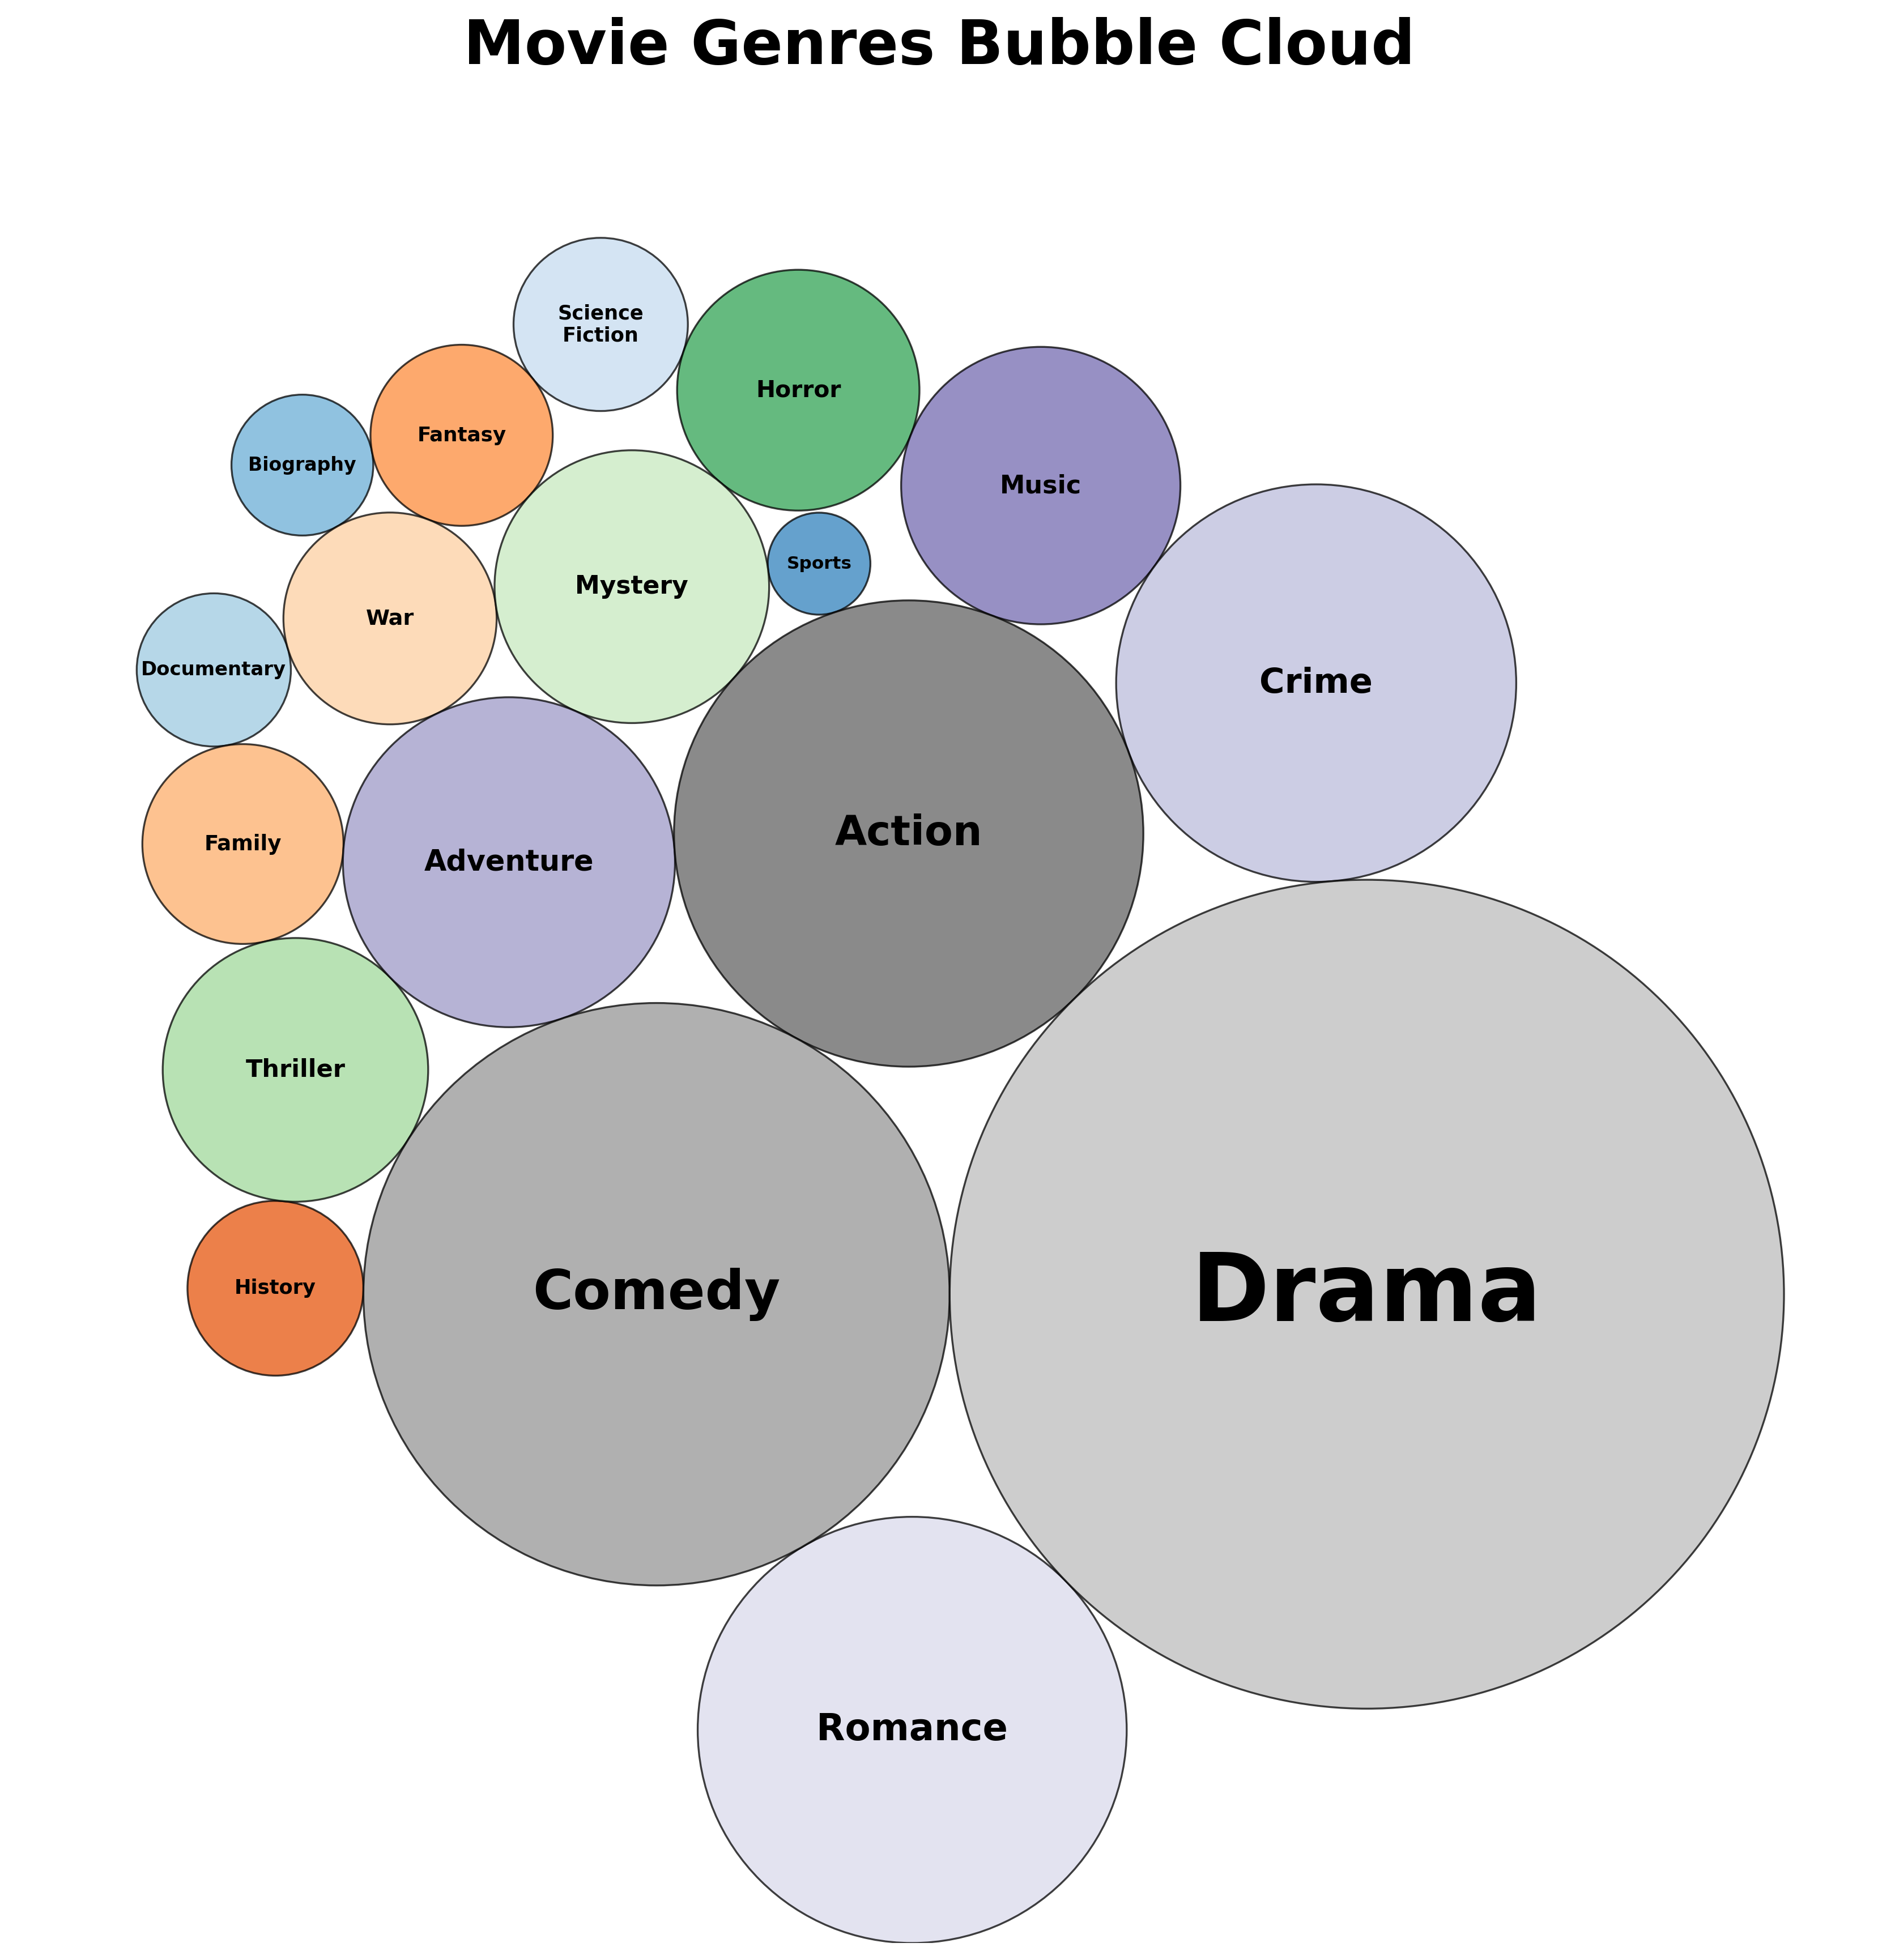 Movie Genres Bubble Cloud
Science
Fiction
Horror
Fantasy
Biography
Music
Sports
Mystery
War
Documentary
Crime
Action
Family
Adventure
Thriller
History
Comedy
Drama
Romance